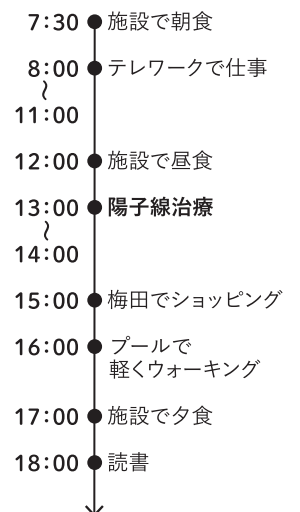 7:30 施設で朝食
8:00 テレワークで仕事
〜
11:00
12:00 施設で昼食
13:00 陽子線治療
〜
14:00
15:00 梅田でショッピング
16:00 プールで
軽くウォーキング
17:00 施設で夕食
18:00 読書